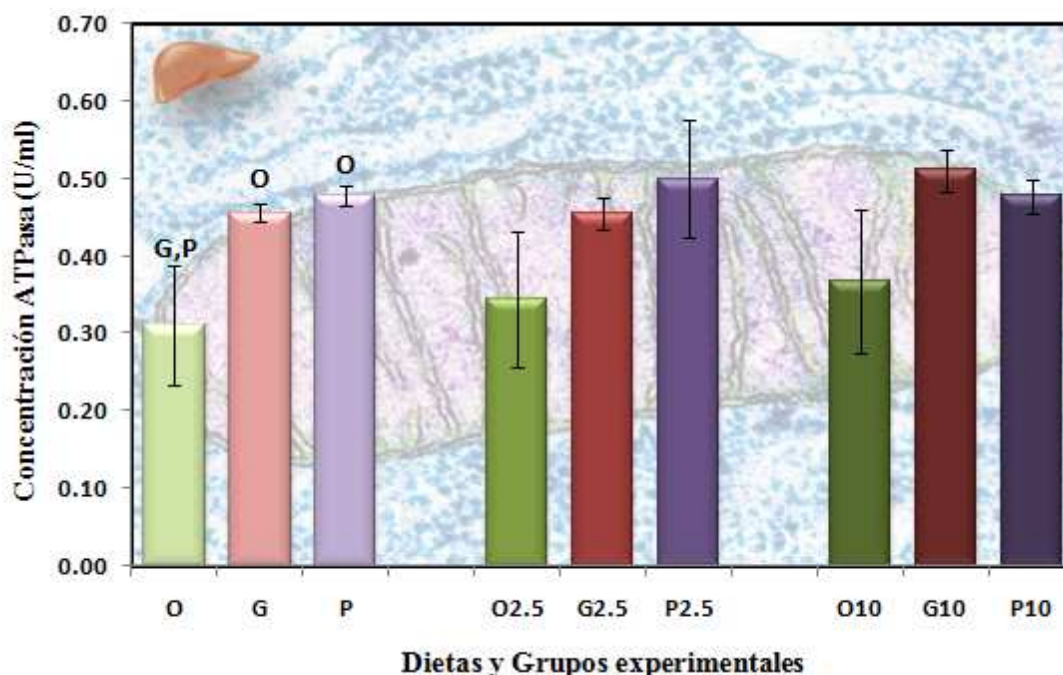 Concentración ATPasa (U/ml)
0.70
0.60
0.50
0.40
0.30
0.20
0.10
0.00
G,P
O
O
O
G
P
O2.5
G2.5
P2.5
O10
G10
P10
Dietas y Grupos experimentales